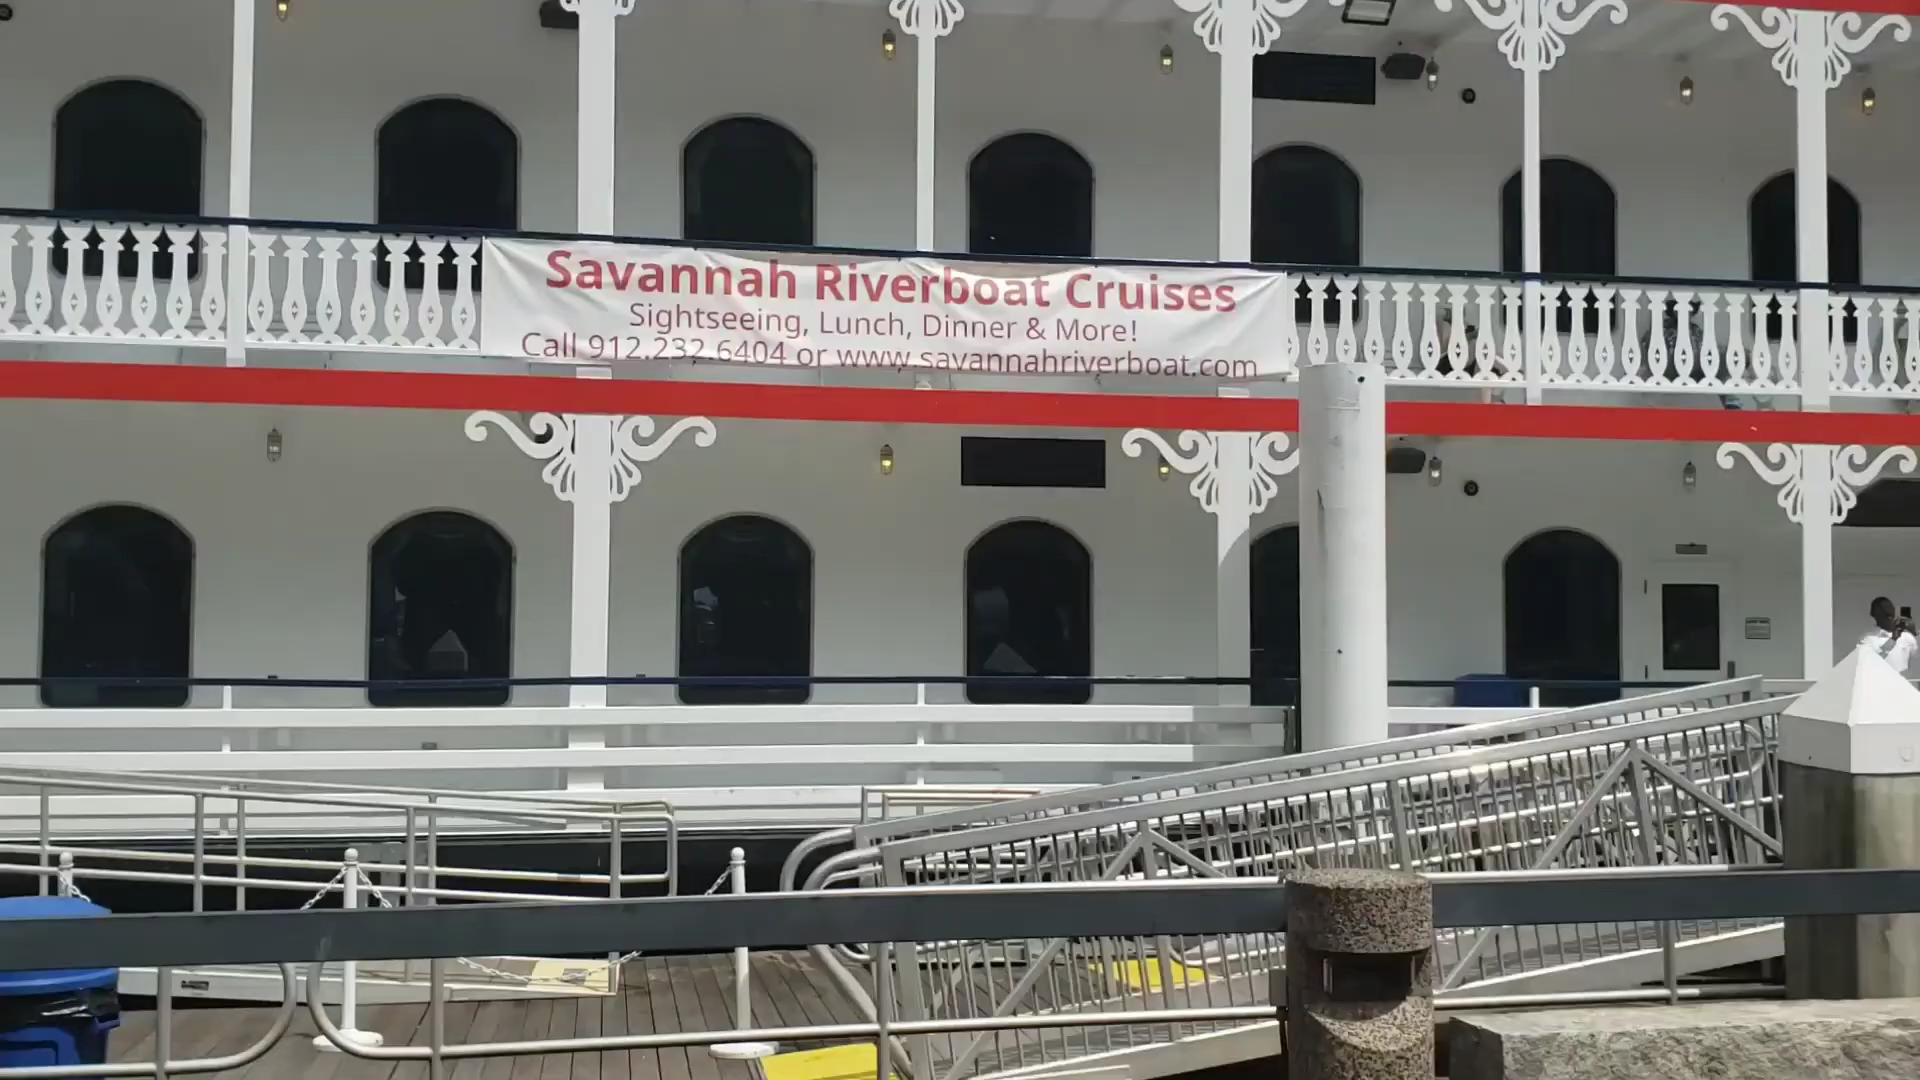 Savannah Riverboat Cruises
Sightseeing, Lunch, Dinner & More!
Call 912.232.6404 or www.savannahriverboat.com